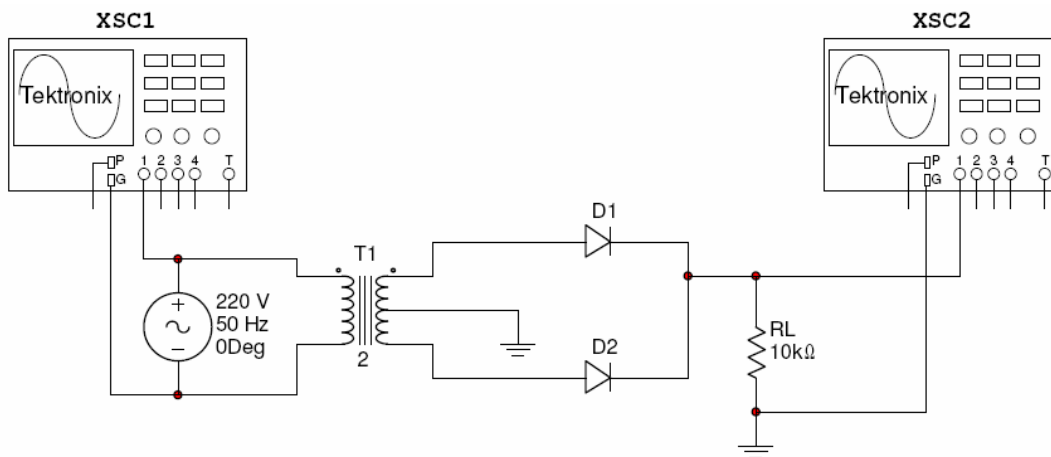 XSC1
XSC2
Tektronix
P
G
1 2 3 4 T
Tektronix
P
G
1 2 3 4 T
D1
T1
+
220 V
50 Hz
0Deg
−
2
D2
RL
10kΩ